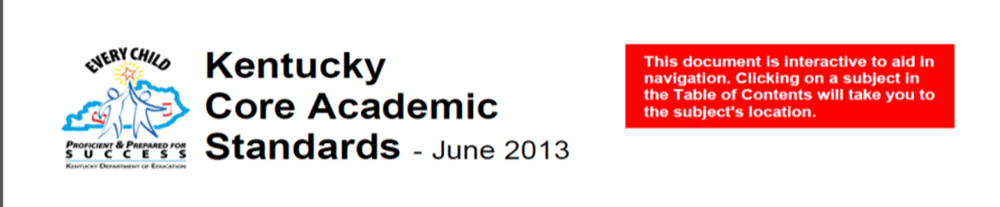 EVERY CHILD
PROFICIENT & PREPARED FOR
SUCCESS
KENTUCKY DEPARTMENT OF EDUCATION
Kentucky
Core Academic
Standards - June 2013
This document is interactive to aid in
navigation. Clicking on a subject in
the Table of Contents will take you to
the subject's location.